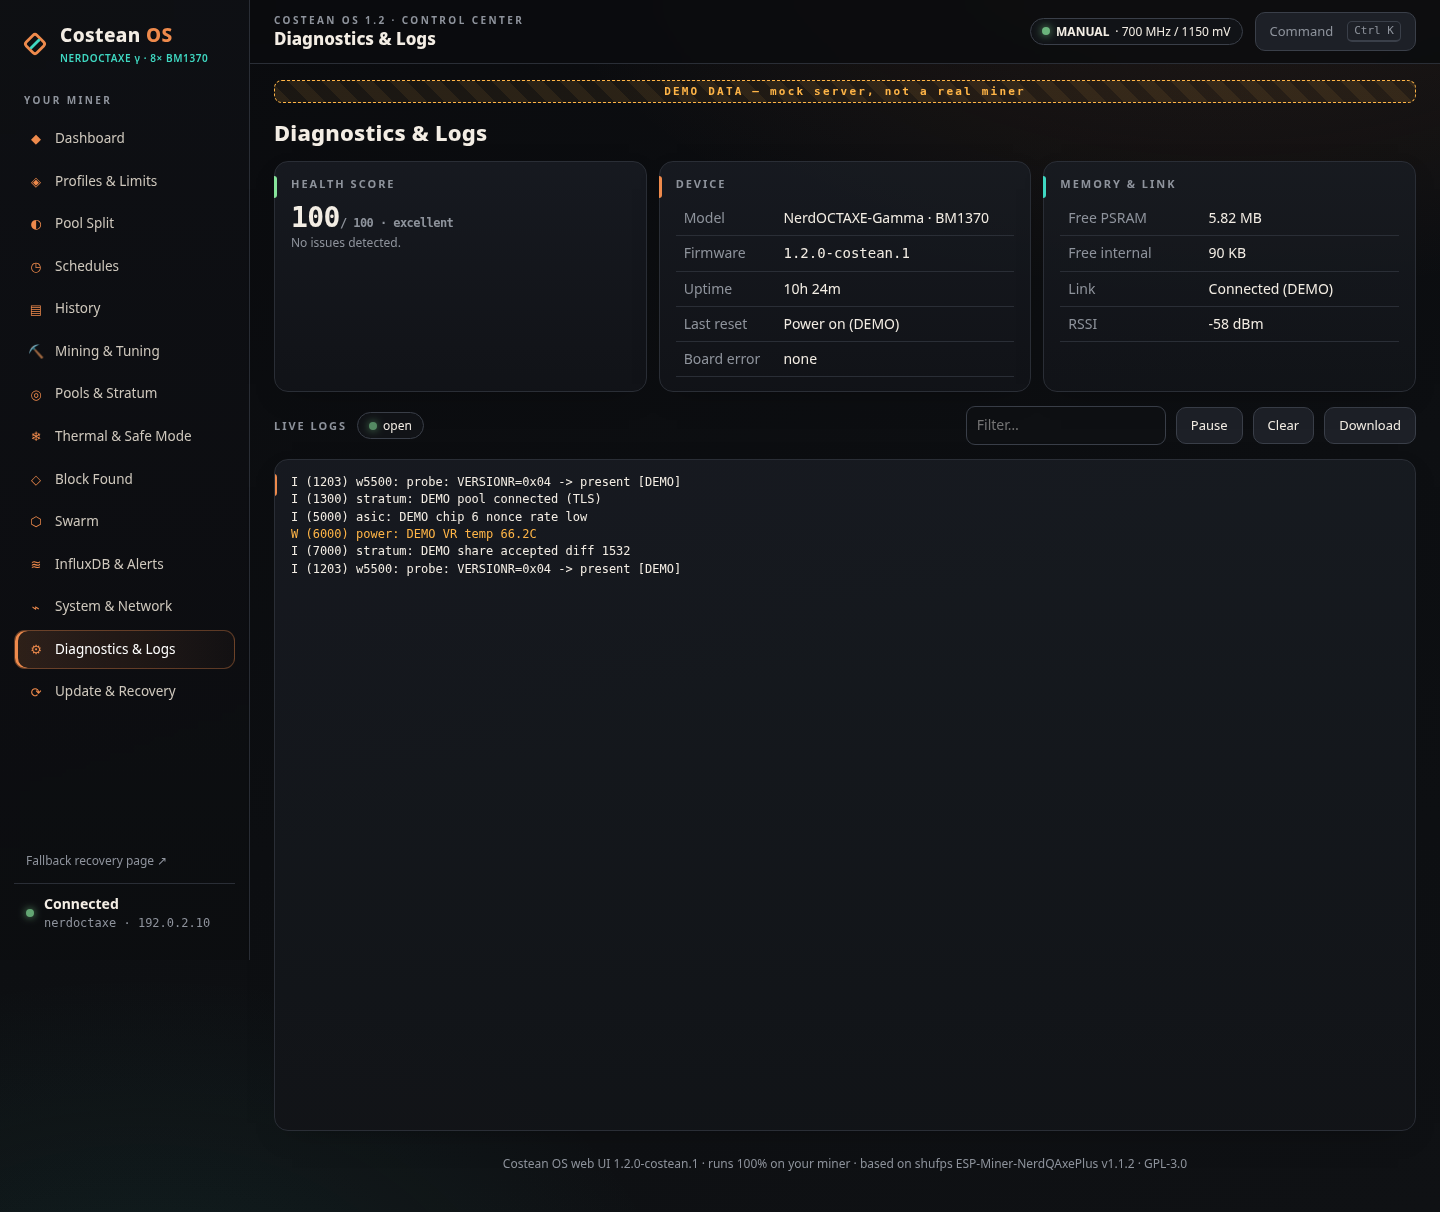 Costean OS
NERDOCTAXE γ · 8× BM1370
YOUR MINER
Dashboard
Profiles & Limits
Pool Split
Schedules
History
Mining & Tuning
Pools & Stratum
Thermal & Safe Mode
Block Found
Swarm
InfluxDB & Alerts
System & Network
Diagnostics & Logs
Update & Recovery
Fallback recovery page ↗
Connected
nerdoctaxe · 192.0.2.10
COSTEAN OS 1.2 · CONTROL CENTER
Diagnostics & Logs
MANUAL · 700 MHz / 1150 mV
Command Ctrl K
DEMO DATA — mock server, not a real miner
Diagnostics & Logs
HEALTH SCORE
100 / 100 · excellent
No issues detected.
DEVICE
Model NerdOCTAXE-Gamma · BM1370
Firmware 1.2.0-costean.1
Uptime 10h 24m
Last reset Power on (DEMO)
Board error none
MEMORY & LINK
Free PSRAM 5.82 MB
Free internal 90 KB
Link Connected (DEMO)
RSSI -58 dBm
LIVE LOGS open Filter... Pause Clear Download
I (1203) w5500: probe: VERSIONR=0x04 -> present [DEMO]
I (1300) stratum: DEMO pool connected (TLS)
I (5000) asic: DEMO chip 6 nonce rate low
W (6000) power: DEMO VR temp 66.2C
I (7000) stratum: DEMO share accepted diff 1532
I (1203) w5500: probe: VERSIONR=0x04 -> present [DEMO]
Costean OS web UI 1.2.0-costean.1 · runs 100% on your miner · based on shufps ESP-Miner-NerdQAxePlus v1.1.2 · GPL-3.0